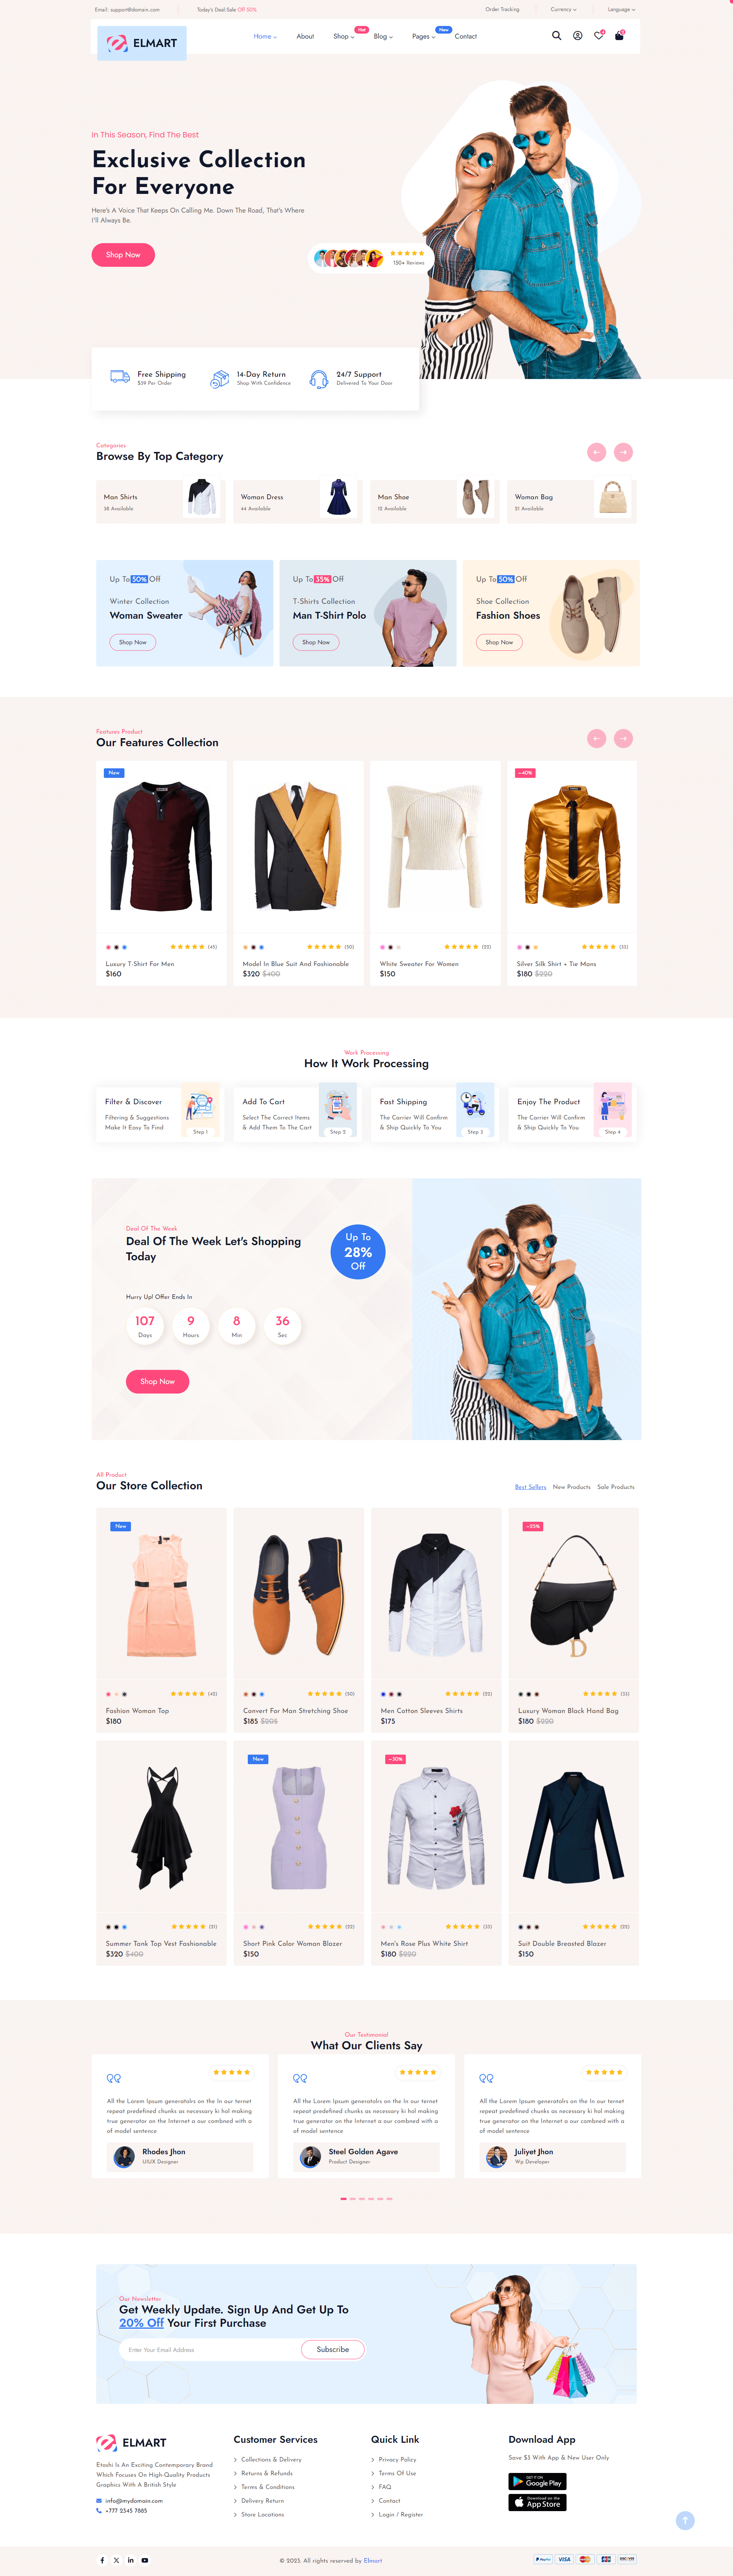 Email: support@domain.com
Today's Deal Sale Off 50%
Order Tracking
Currency
Language
ELMART
Home
About
Shop
Hot
Blog
Pages
New
Contact
In This Season, Find The Best
Exclusive Collection
For Everyone
Here's A Voice That Keeps On Calling Me. Down The Road, That's Where
I'll Always Be.
Shop Now
150+ Reviews
Free Shipping
$39 Per Order
14-Day Return
Shop With Confidence
24/7 Support
Delivered To Your Door
Categories
Browse By Top Category
Man Shirts
38 Available
Woman Dress
44 Available
Man Shoe
Woman Bag
Up To 50% Off
Winter Collection
Woman Sweater
Shop Now
Up To 35% Off
T-Shirts Collection
Man T-Shirt Polo
Shop Now
Up To 50% Off
Shoe Collection
Fashion Shoes
Shop Now
Features Product
Our Features Collection
New
(45)
Luxury T-Shirt For Men
$160
(50)
Model In Blue Suit And Fashionable
$320 $400
(22)
White Sweater For Women
$150
-40%
(33)
Silver Silk Shirt + Tie Mans
$180 $220
Work Processing
How It Work Processing
Filter & Discover
Filtering & Suggestions
Make It Easy To Find
Step 1
Add To Cart
Select The Correct Items
& Add Them To The Cart
Step 2
Fast Shipping
The Carrier Will Confirm
& Ship Quickly To You
Step 3
Enjoy The Product
The Carrier Will Confirm
& Ship Quickly To You
Step 4
Deal Of The Week
Deal Of The Week Let's Shopping
Today
Up To
28%
Off
Hurry Up! Offer Ends In
107
Days
9
Hours
8
Min
36
Sec
Shop Now
All Product
Our Store Collection
Best Sellers
New Products
Sale Products
New
(45)
Fashion Woman Top
$180
(50)
Convert For Man Stretching Shoe
$185 $205
(22)
Men Cotton Sleeves Shirts
$175
-25%
D
(33)
Luxury Woman Black Hand Bag
$180 $220
Summer Tank Top Vest Fashionable
$320 $400
New
(22)
Short Pink Color Woman Blazer
$150
-30%
(33)
Men's Rose Plus White Shirt
$180 $220
(22)
Suit Double Breasted Blazer
$150
Our Testimonial
What Our Clients Say
All the Lorem Ipsum generatolrs on the In our ternet
repeat predefined chunks as necessary ki hol making
true generator on the Internet a our combned with a
of model sentence
Rhodes Jhon
UIUX Designer
All the Lorem Ipsum generatolrs on the In our ternet
repeat predefined chunks as necessary ki hol making
true generator on the Internet a our combned with a
of model sentence
Steel Golden Agave
Product Designer
All the Lorem Ipsum generatolrs on the In our ternet
repeat predefined chunks as necessary ki hol making
true generator on the Internet a our combned with a
of model sentence
Juliyet Jhon
Wp Developer
Our Newsletter
Get Weekly Update. Sign Up And Get Up To
20% Off Your First Purchase
Enter Your Email Address
Subscribe
ELMART
Etoshi Is An Exciting Contemporary Brand
Which Focuses On High-Quality Products
Graphics With A British Style
info@mydomain.com
+777 2345 7885
Customer Services
Collections & Delivery
Returns & Refunds
Terms & Conditions
Delivery Return
Store Locations
Quick Link
Privacy Policy
Terms Of Use
FAQ
Contact
Login / Register
Download App
Save $3 With App & New User Only
GET IT ON
Google Play
Download on the
App Store
© 2023. All rights reserved by Elmart
PayPal
VISA